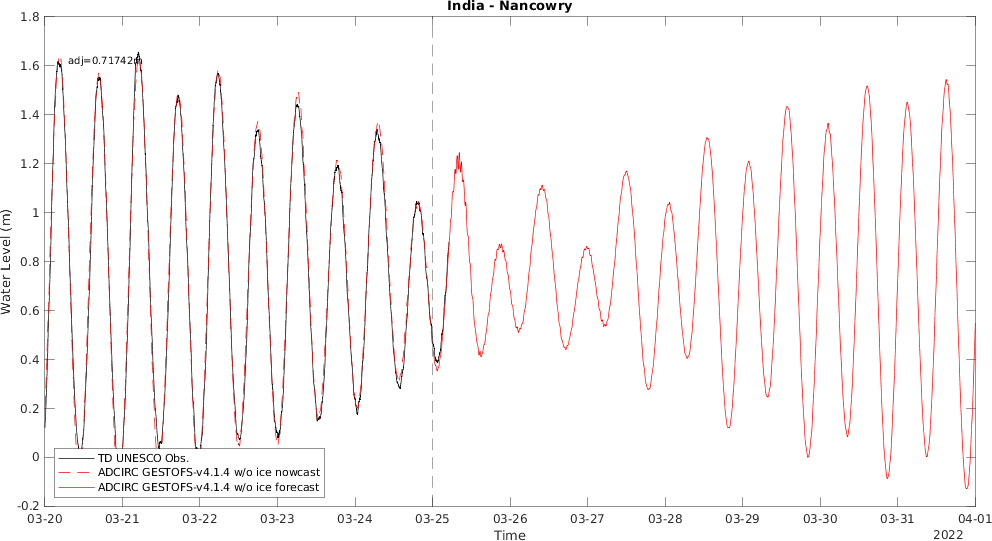 India - Nancowry
1.8
1.6
1.4
1.2
1
0.8
0.6
0.4
0.2
0
-0.2
Water Level (m)
adj=0.71742
TD UNESCO Obs.
ADCIRC GESTOFS-v4.1.4 w/o ice nowcast
ADCIRC GESTOFS-v4.1.4 w/o ice forecast
03-20 03-21 03-22 03-23 03-24 03-25 03-26 03-27 03-28 03-29 03-30 03-31 04-01
Time
2022